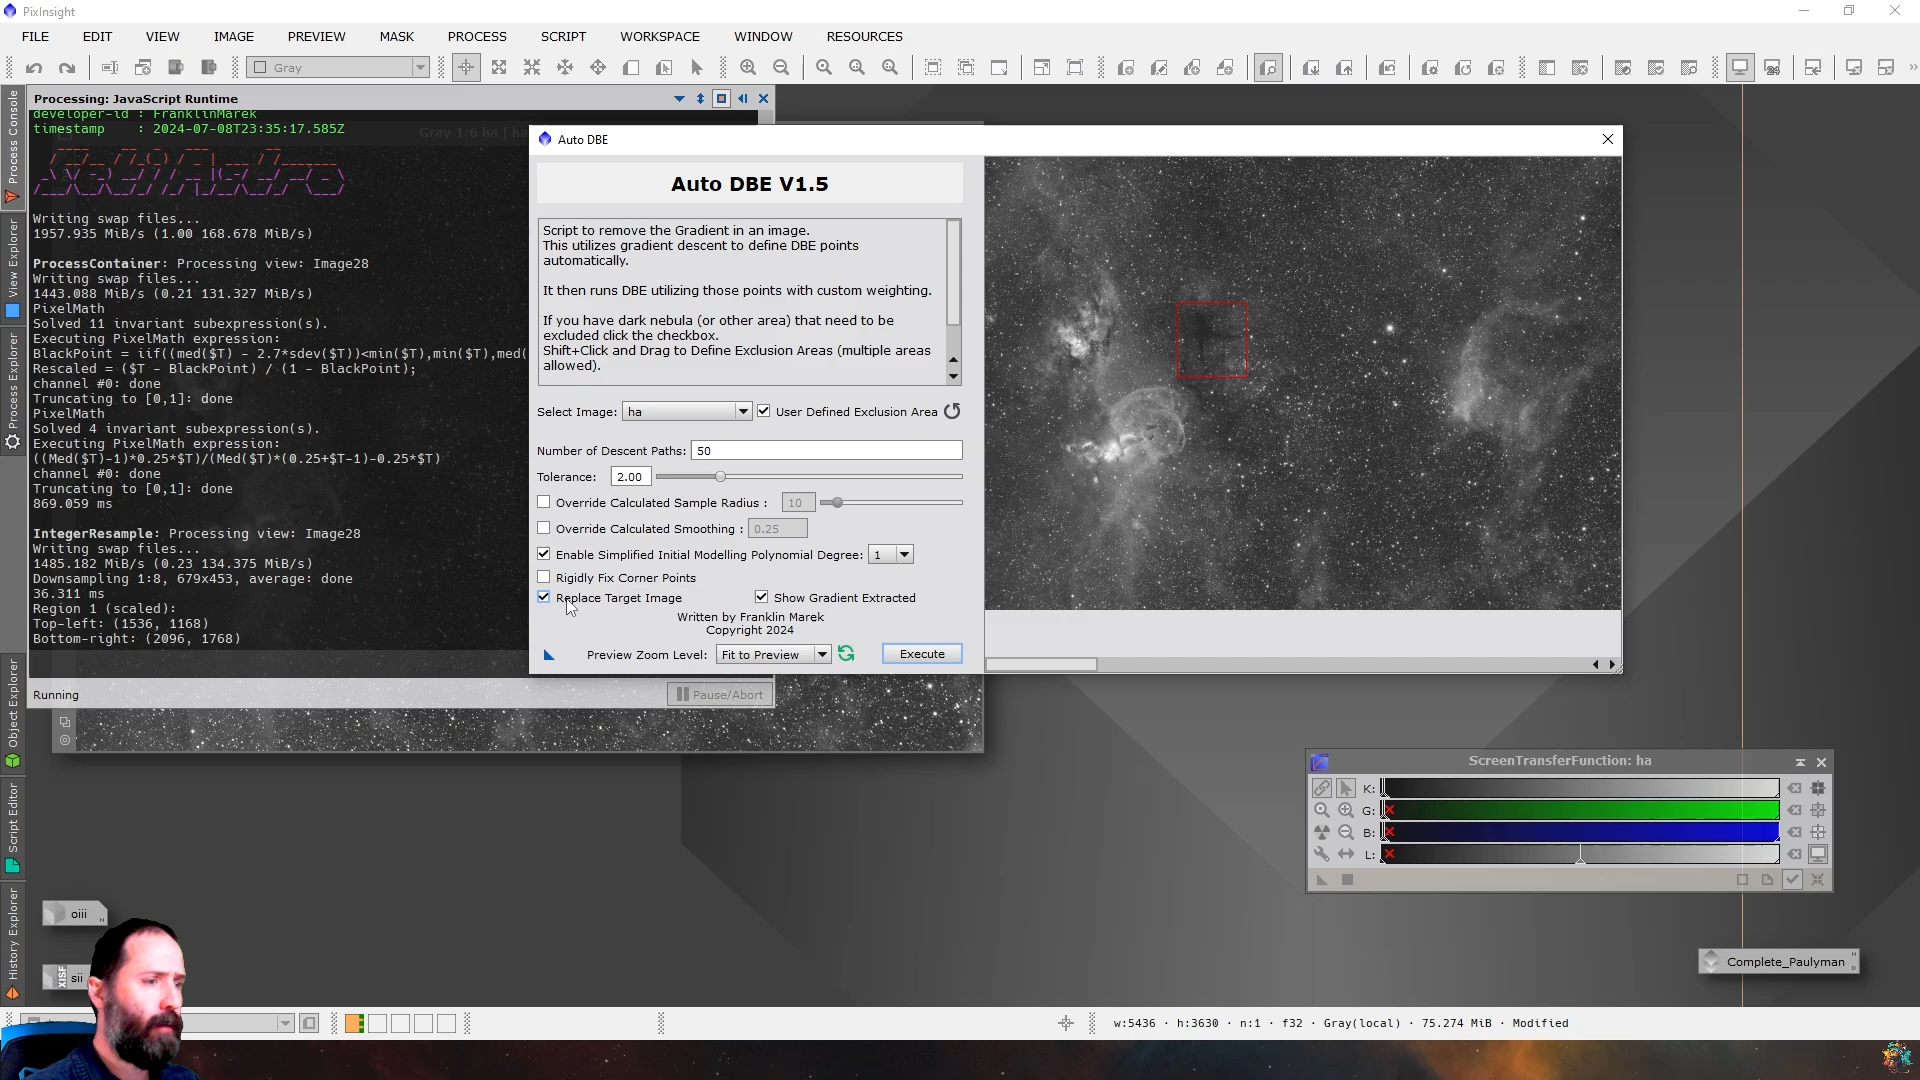 PixInsight
FILE EDIT VIEW IMAGE PREVIEW MASK PROCESS SCRIPT WORKSPACE WINDOW RESOURCES
Gray
24
Processing: JavaScript Runtime
Process Console
View Explorer
Process Explorer
Object Explorer
Script Editor
History Explorer
developer-id : FranklinMarek
timestamp    : 2024-07-08T23:35:17.585Z
Writing swap files...
1957.935 MiB/s (1.00 168.678 MiB/s)
ProcessContainer: Processing view: Image28
Writing swap files...
1443.088 MiB/s (0.21 131.327 MiB/s)
PixelMath
Solved 11 invariant subexpression(s).
Executing PixelMath expression:
BlackPoint = iif((med($T) - 2.7*sdev($T))<min($T),min($T),med(
Rescaled = ($T - BlackPoint) / (1 - BlackPoint);
channel #0: done
Truncating to [0,1]: done
PixelMath
Solved 4 invariant subexpression(s).
Executing PixelMath expression:
((Med($T)-1)*0.25*$T)/(Med($T)*(0.25+$T-1)-0.25*$T)
channel #0: done
Truncating to [0,1]: done
869.059 ms
IntegerResample: Processing view: Image28
Writing swap files...
1485.182 MiB/s (0.23 134.375 MiB/s)
Downsampling 1:8, 679x453, average: done
36.311 ms
Region 1 (scaled):
Top-left: (1536, 1168)
Bottom-right: (2096, 1768)
Running
Pause/Abort
Gray 1:6 ha | ha
Auto DBE
Auto DBE V1.5
Script to remove the Gradient in an image.
This utilizes gradient descent to define DBE points
automatically.
It then runs DBE utilizing those points with custom weighting.
If you have dark nebula (or other area) that need to be
excluded click the checkbox.
Shift+Click and Drag to Define Exclusion Areas (multiple areas
allowed).
Select Image: ha User Defined Exclusion Area
Number of Descent Paths: 50
Tolerance: 2.00
Override Calculated Sample Radius : 10
Override Calculated Smoothing : 0.25
Enable Simplified Initial Modelling Polynomial Degree: 1
Rigidly Fix Corner Points
Replace Target Image Show Gradient Extracted
Written by Franklin Marek
Copyright 2024
Preview Zoom Level: Fit to Preview Execute
ScreenTransferFunction: ha
K:
G:
B:
L:
oiii
N
XISF
sii
Complete_Paulyman
N
D
w:5436 · h:3630 · n:1 · f32 · Gray(local) · 75.274 MiB · Modified